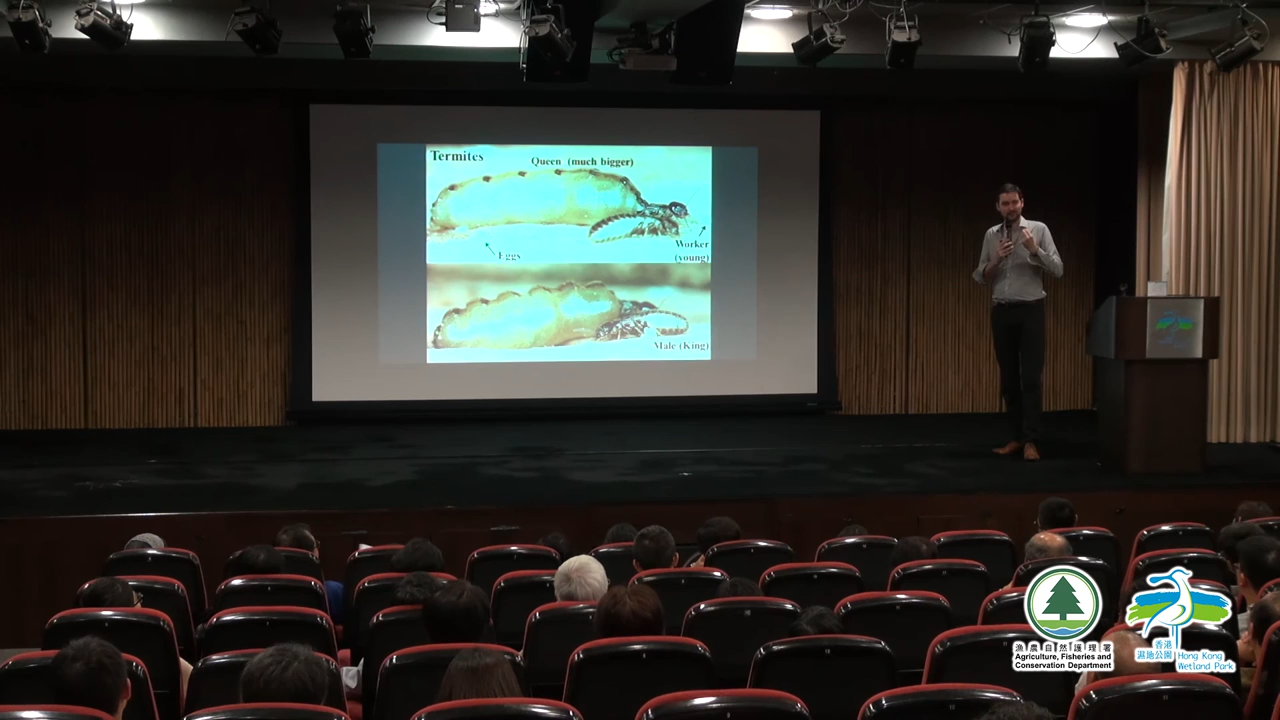 Termites
Queen (much bigger)
Worker
(young)
Eggs
Male (King)
漁農自然護理署
Agriculture, Fisheries and
Conservation Department
香港
濕地公園
Hong Kong
Wetland Park